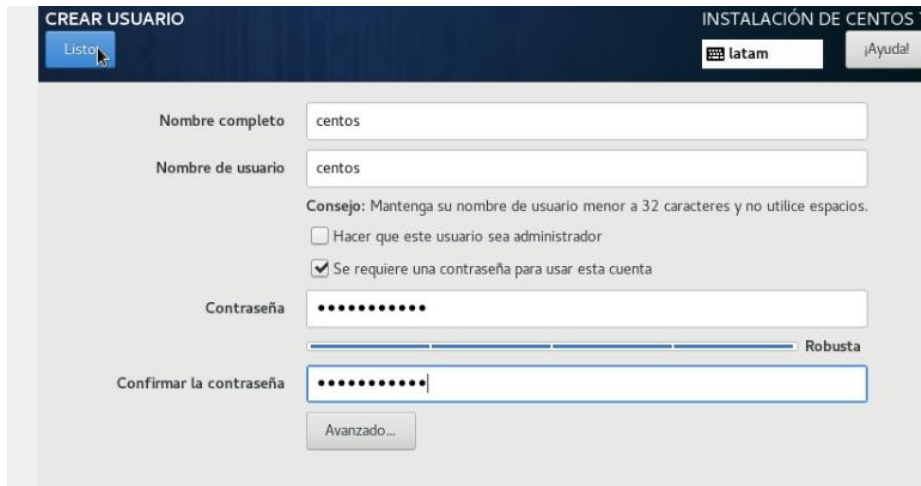 CREAR USUARIO
INSTALACIÓN DE CENTOS
Listo
latam
¡Ayuda!
Nombre completo
centos
Nombre de usuario
centos
Consejo: Mantenga su nombre de usuario menor a 32 caracteres y no utilice espacios.
Hacer que este usuario sea administrador
Se requiere una contraseña para usar esta cuenta
Contraseña
•••••••••••
Robusta
Confirmar la contraseña
•••••••••••
Avanzado...